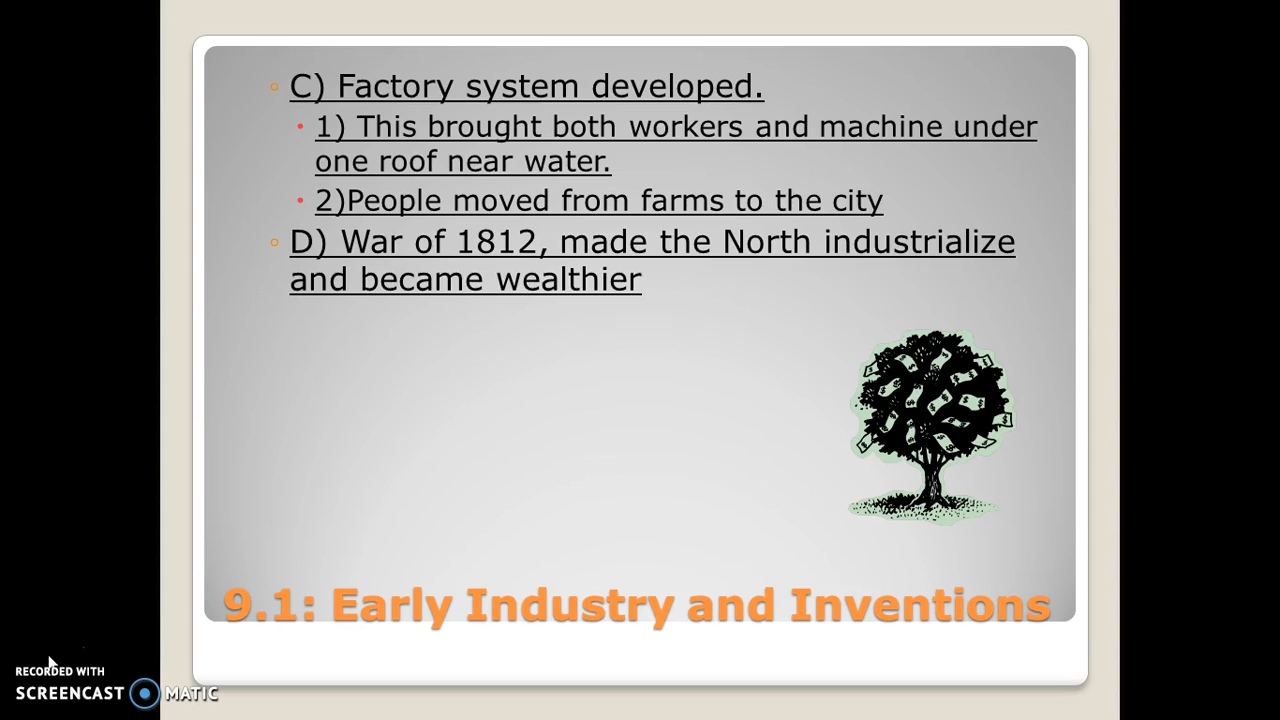 C) Factory system developed.
1) This brought both workers and machine under
one roof near water.
2)People moved from farms to the city
D) War of 1812, made the North industrialize
and became wealthier
9.1: Early Industry and Inventions
RECORDED WITH
SCREENCAST MATIC